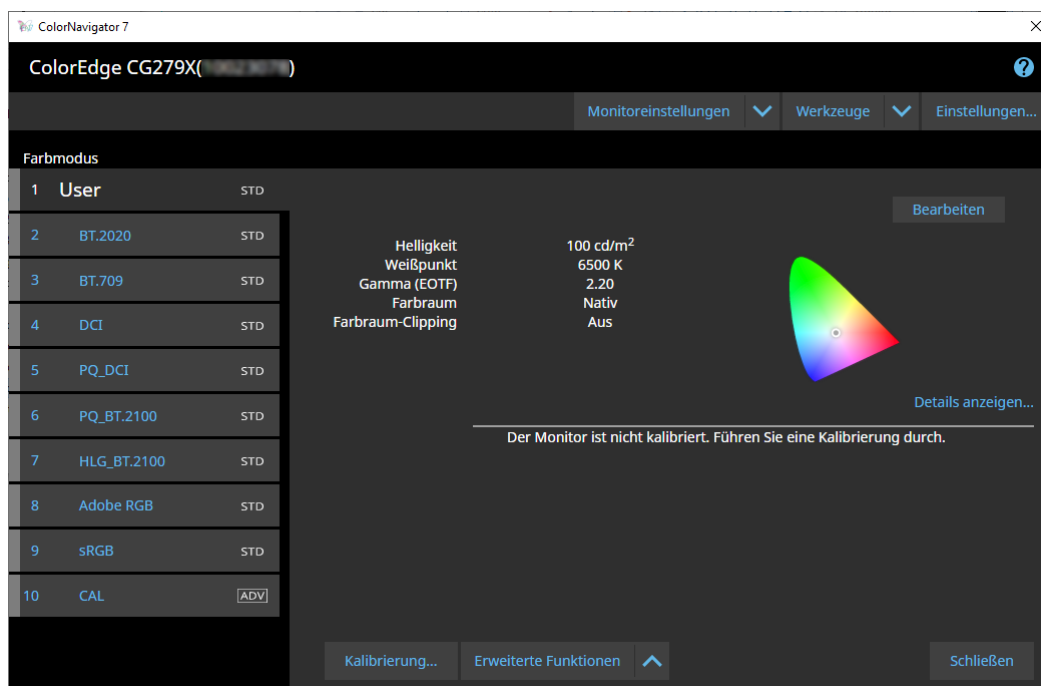 ColorNavigator 7
ColorEdge CG279X( )
Monitoreinstellungen Werkzeuge Einstellungen...
Farbmodus
1 User STD
Bearbeiten
2 BT.2020 STD
3 BT.709 STD
4 DCI STD
5 PQ_DCI STD
6 PQ_BT.2100 STD
7 HLG_BT.2100 STD
8 Adobe RGB STD
9 sRGB STD
10 CAL ADV
Helligkeit 100 cd/m²
Weißpunkt 6500 K
Gamma (EOTF) 2.20
Farbraum Nativ
Farbraum-Clipping Aus
Details anzeigen...
Der Monitor ist nicht kalibriert. Führen Sie eine Kalibrierung durch.
Kalibrierung... Erweiterte Funktionen Schließen